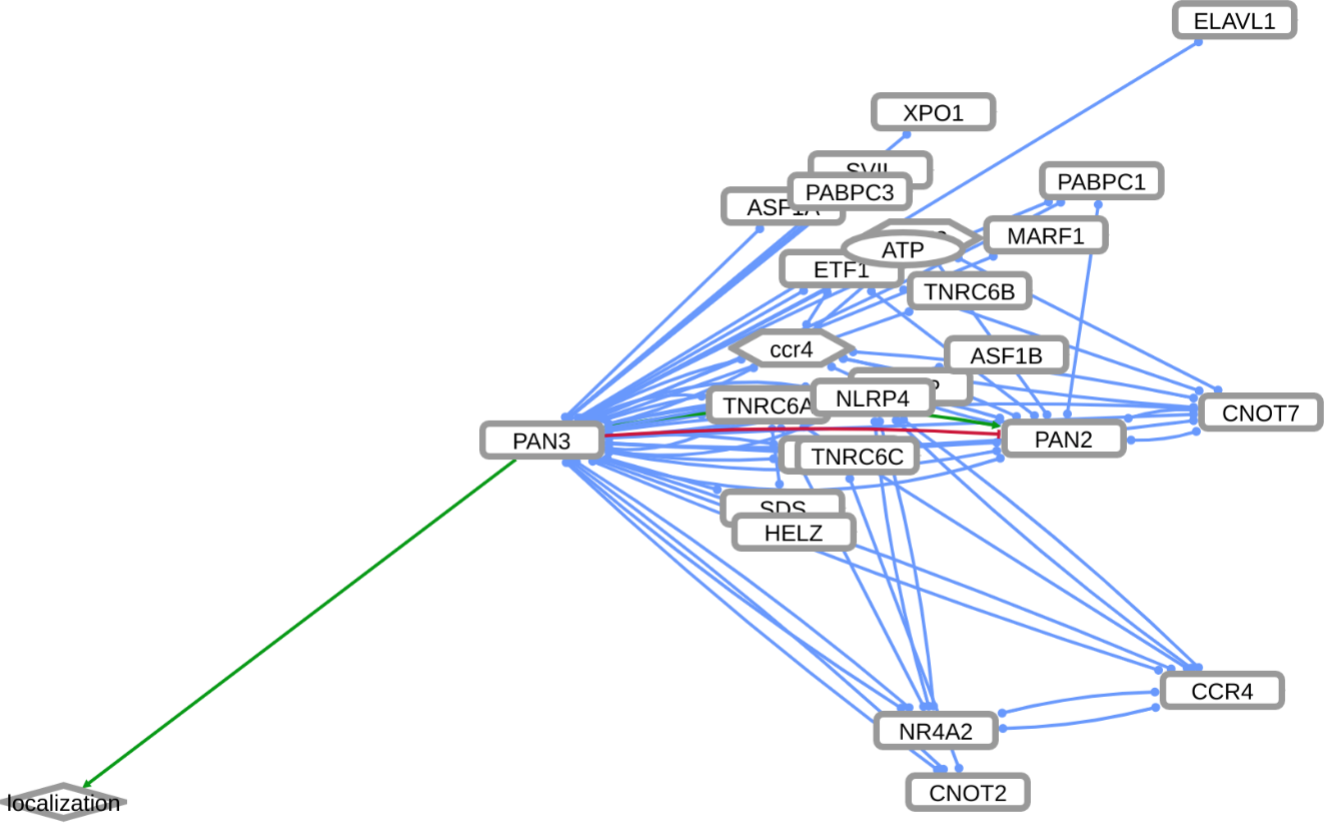 ELAVL1
XPO1
SVIL
PABPC1
PABPC3
ASF1A
MARF1
ATP
ETF1
TNRC6B
ccr4
ASF1B
NLRP4
TNRC6A
CNOT7
PAN3
PAN2
TNRC6C
SDS
HELZ
CCR4
NR4A2
CNOT2
localization